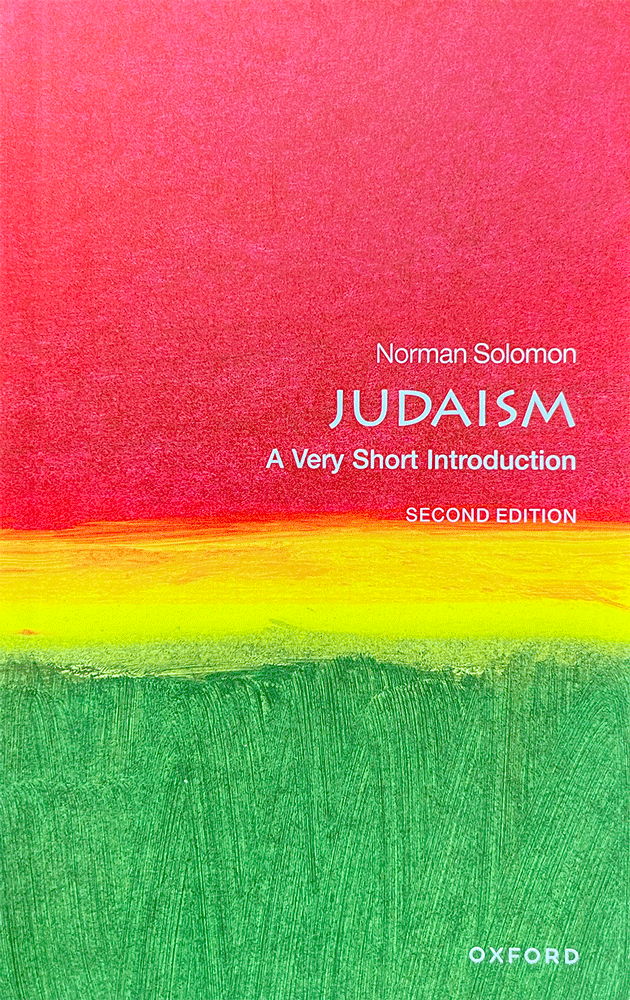 Norman Solomon
JUDAISM
A Very Short Introduction
SECOND EDITION
OXFORD